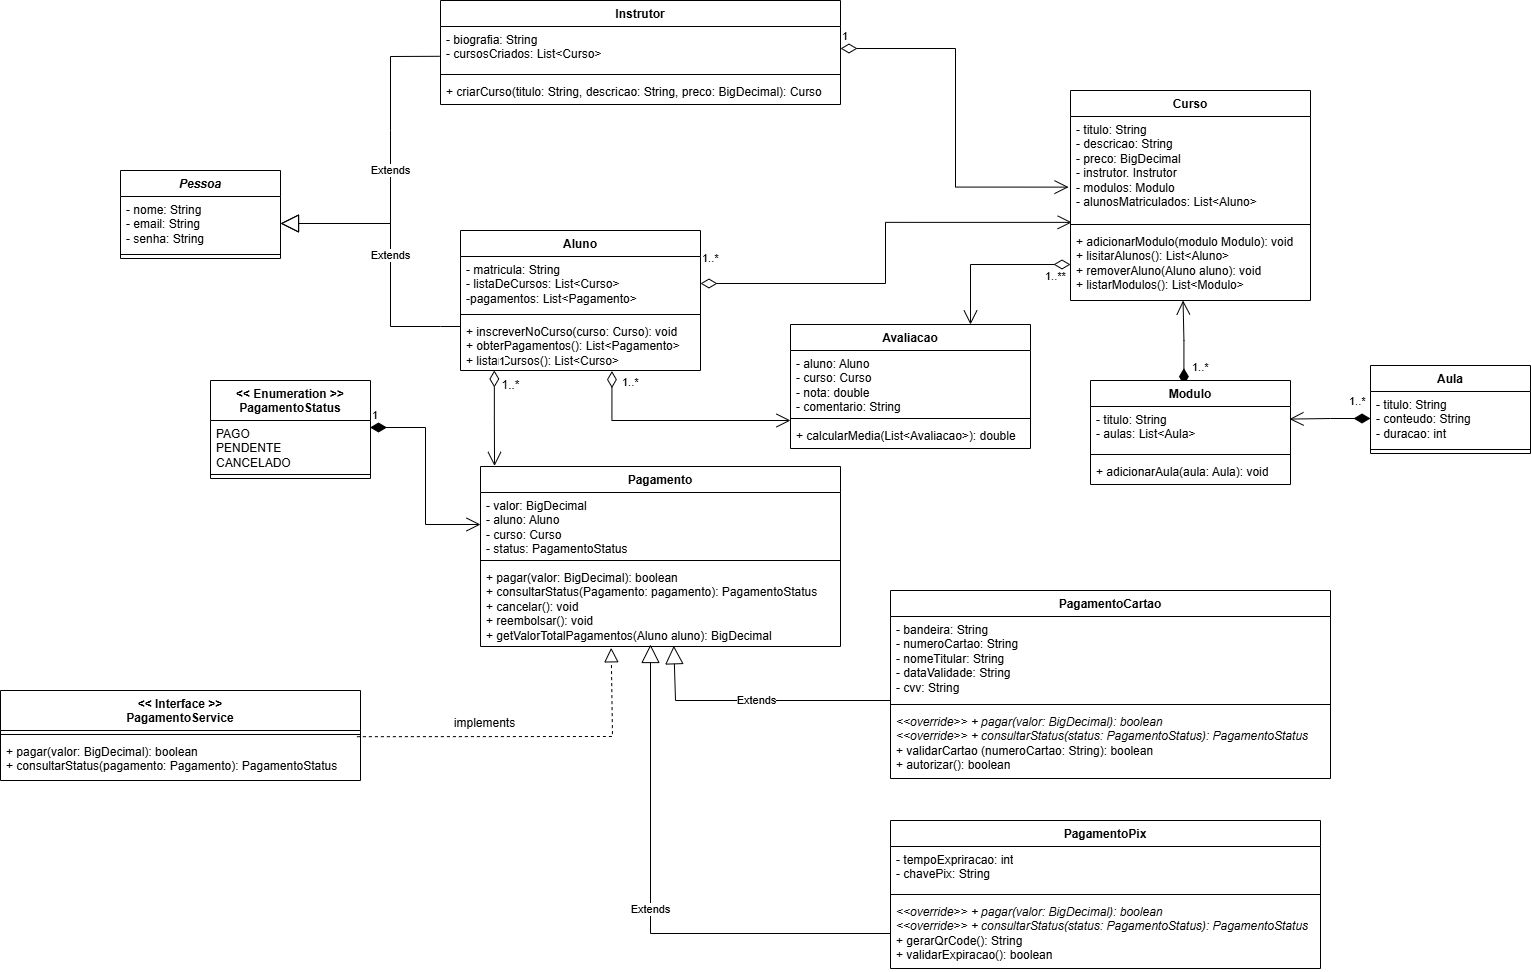 Instrutor
- biografia: String
- cursosCriados: List<Curso>
+ criarCurso(titulo: String, descricao: String, preco: BigDecimal): Curso
1
Curso
- titulo: String
- descricao: String
- preco: BigDecimal
- instrutor. Instrutor
- modulos: Modulo
- alunosMatriculados: List<Aluno>
+ adicionarModulo(modulo Modulo): void
+ lisitarAlunos(): List<Aluno>
+ removerAluno(Aluno aluno): void
+ listarModulos(): List<Modulo>
Extends
Pessoa
- nome: String
- email: String
- senha: String
Extends
Aluno
- matricula: String
- listaDeCursos: List<Curso>
-pagamentos: List<Pagamento>
+ inscreverNoCurso(curso: Curso): void
+ obterPagamentos(): List<Pagamento>
+ listarCursos(): List<Curso>
1..*
1..**
1
1..*
1..*
Avaliacao
- aluno: Aluno
- curso: Curso
- nota: double
- comentario: String
+ calcularMedia(List<Avaliacao>): double
1..*
Modulo
- titulo: String
- aulas: List<Aula>
+ adicionarAula(aula: Aula): void
1..*
Aula
- titulo: String
- conteudo: String
- duracao: int
<< Enumeration >>
PagamentoStatus
PAGO
PENDENTE
CANCELADO
1
Pagamento
- valor: BigDecimal
- aluno: Aluno
- curso: Curso
- status: PagamentoStatus
+ pagar(valor: BigDecimal): boolean
+ consultarStatus(Pagamento: pagamento): PagamentoStatus
+ cancelar(): void
+ reembolsar(): void
+ getValorTotalPagamentos(Aluno aluno): BigDecimal
<< Interface >>
PagamentoService
+ pagar(valor: BigDecimal): boolean
+ consultarStatus(pagamento: Pagamento): PagamentoStatus
implements
Extends
PagamentoCartao
- bandeira: String
- numeroCartao: String
- nomeTitular: String
- dataValidade: String
- cvv: String
<<override>> + pagar(valor: BigDecimal): boolean
<<override>> + consultarStatus(status: PagamentoStatus): PagamentoStatus
+ validarCartao (numeroCartao: String): boolean
+ autorizar(): boolean
Extends
PagamentoPix
- tempoExpriracao: int
- chavePix: String
<<override>> + pagar(valor: BigDecimal): boolean
<<override>> + consultarStatus(status: PagamentoStatus): PagamentoStatus
+ gerarQrCode(): String
+ validarExpiracao(): boolean